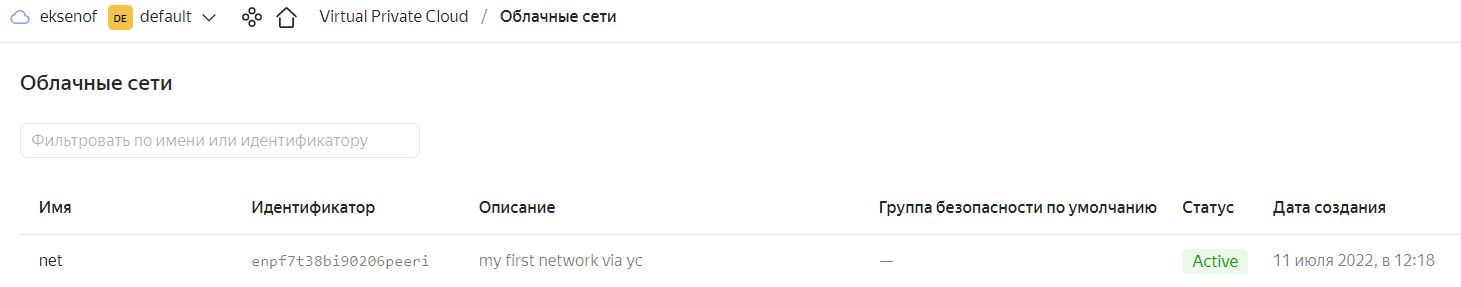 eksenof DE default Virtual Private Cloud / Облачные сети
Облачные сети
Фильтровать по имени или идентификатору
Имя Идентификатор Описание Группа безопасности по умолчанию Статус Дата создания
net enpf7t38bi90206peeri my first network via yc — Active 11 июля 2022, в 12:18